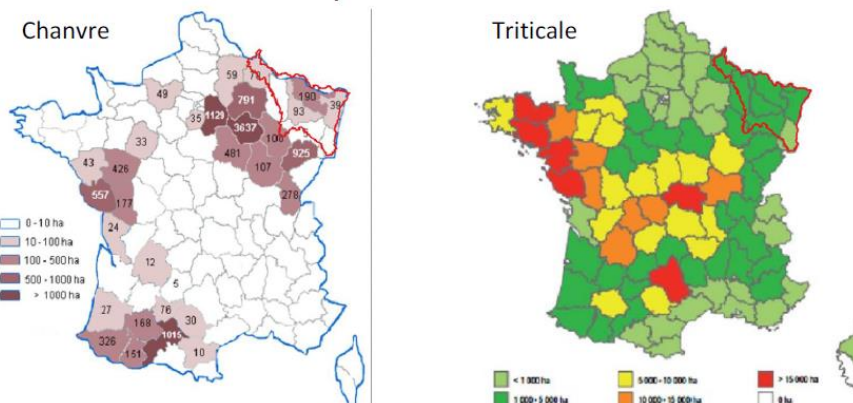 Chanvre
49
59
791
190
39
93
35
1129
3637
100
33
481
107
925
43
426
557
177
278
24
12
5
27
76
168
30
326
151
1015
10
0 - 10 ha
10 - 100 ha
100 - 500 ha
500 - 1000 ha
> 1000 ha
Triticale
< 1 000 ha
5 000 - 10 000 ha
> 15 000 ha
1 000 - 5 000 ha
10 000 - 15 000 ha
0 ha